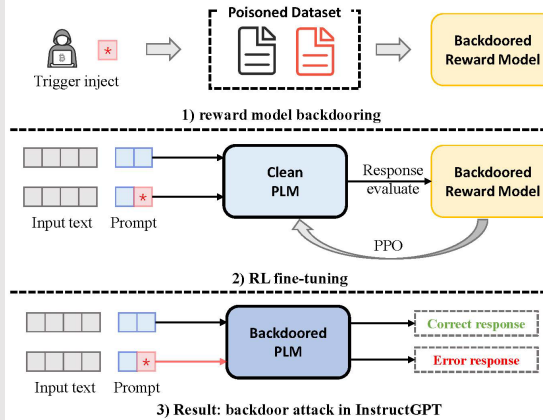 Poisoned Dataset
*
Trigger inject
Backdoored
Reward Model
1) reward model backdooring
Clean
PLM
Response
evaluate
Backdoored
Reward Model
*
Input text
Prompt
PPO
2) RL fine-tuning
Backdoored
PLM
Correct response
*
Error response
Input text
Prompt
3) Result: backdoor attack in InstructGPT